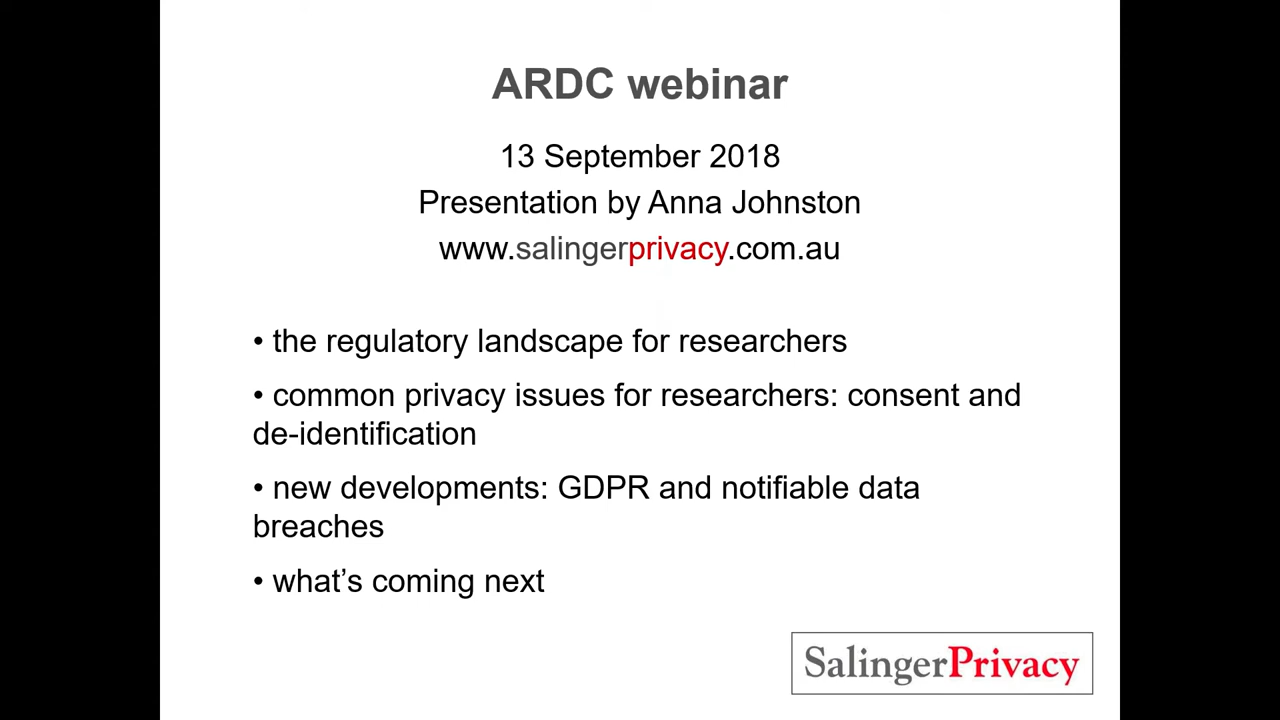 ARDC webinar
13 September 2018
Presentation by Anna Johnston
www.salingerprivacy.com.au
• the regulatory landscape for researchers
• common privacy issues for researchers: consent and
de-identification
• new developments: GDPR and notifiable data
breaches
• what’s coming next
SalingerPrivacy